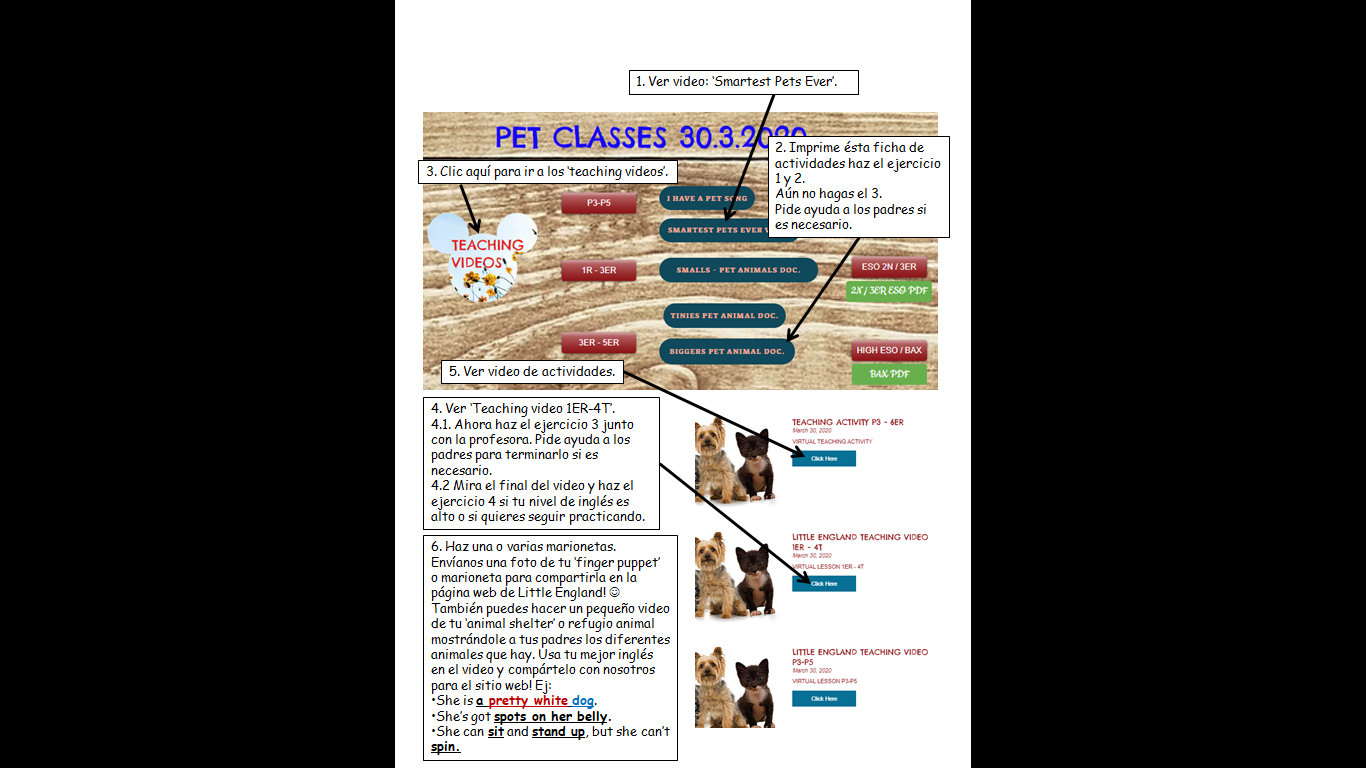 1. Ver video: ‘Smartest Pets Ever’.
PET CLASSES 30.3.2020
2. Imprime ésta ficha de
actividades haz el ejercicio
1 y 2.
Aún no hagas el 3.
Pide ayuda a los padres si
es necesario.
3. Clic aquí para ir a los ‘teaching videos’.
TEACHING
VIDEOS
P3-P5
I HAVE A PET SONG
SMARTEST PETS EVER
1R - 3ER
SMALLS - PET ANIMALS DOC.
ESO 2N / 3ER
2N / 3ER ESO PDF
TINIES PET ANIMAL DOC.
3ER - 5ER
BIGGERS PET ANIMAL DOC.
HIGH ESO / BAX
BAX PDF
5. Ver video de actividades.
4. Ver ‘Teaching video 1ER-4T’.
4.1. Ahora haz el ejercicio 3 junto
con la profesora. Pide ayuda a los
padres para terminarlo si es
necesario.
4.2 Mira el final del video y haz el
ejercicio 4 si tu nivel de inglés es
alto o si quieres seguir practicando.
TEACHING ACTIVITY P3 - 6ER
March 30, 2020
VIRTUAL TEACHING ACTIVITY
Click Here
6. Haz una o varias marionetas.
Envíanos una foto de tu ‘finger puppet’
o marioneta para compartirla en la
página web de Little England! ☺
También puedes hacer un pequeño video
de tu ‘animal shelter’ o refugio animal
mostrándole a tus padres los diferentes
animales que hay. Usa tu mejor inglés
en el video y compártelo con nosotros
para el sitio web! Ej:
•She is a pretty white dog.
•She’s got spots on her belly.
•She can sit and stand up, but she can’t
spin.
LITTLE ENGLAND TEACHING VIDEO
1ER - 4T
March 30, 2020
VIRTUAL LESSON 1ER - 4T
Click Here
LITTLE ENGLAND TEACHING VIDEO
P3-P5
March 30, 2020
VIRTUAL LESSON P3-P5
Click Here